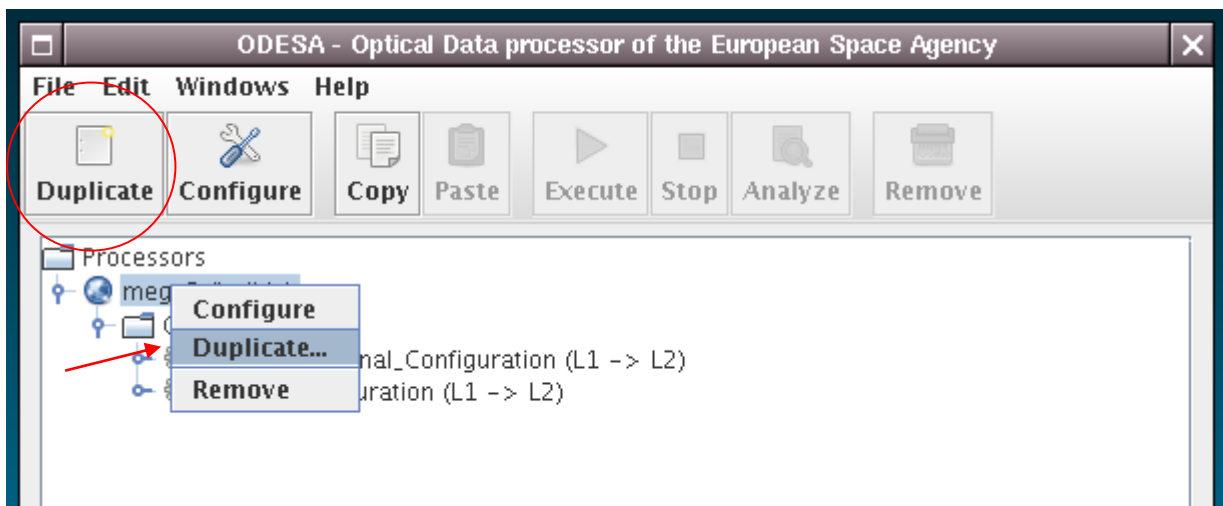 ODESA - Optical Data processor of the European Space Agency
File Edit Windows Help
Duplicate Configure Copy Paste Execute Stop Analyze Remove
Processors
meg
Configure
Duplicate...
nal_Configuration (L1 -> L2)
Remove
uration (L1 -> L2)